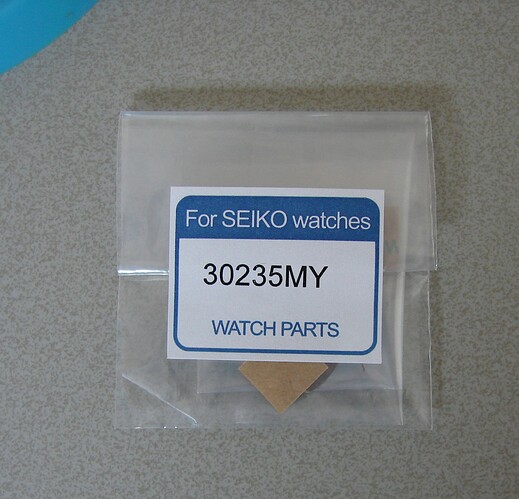 For SEIKO watches
30235MY
WATCH PARTS